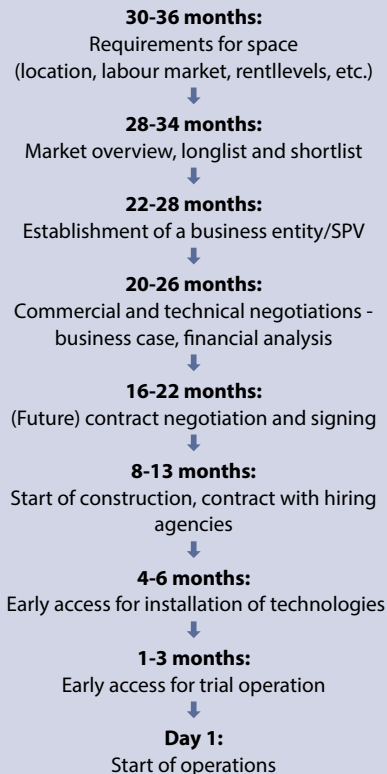 30-36 months:
Requirements for space
(location, labour market, rentllevels, etc.)
28-34 months:
Market overview, longlist and shortlist
22-28 months:
Establishment of a business entity/SPV
20-26 months:
Commercial and technical negotiations -
business case, financial analysis
16-22 months:
(Future) contract negotiation and signing
8-13 months:
Start of construction, contract with hiring
agencies
4-6 months:
Early access for installation of technologies
1-3 months:
Early access for trial operation
Day 1:
Start of operations